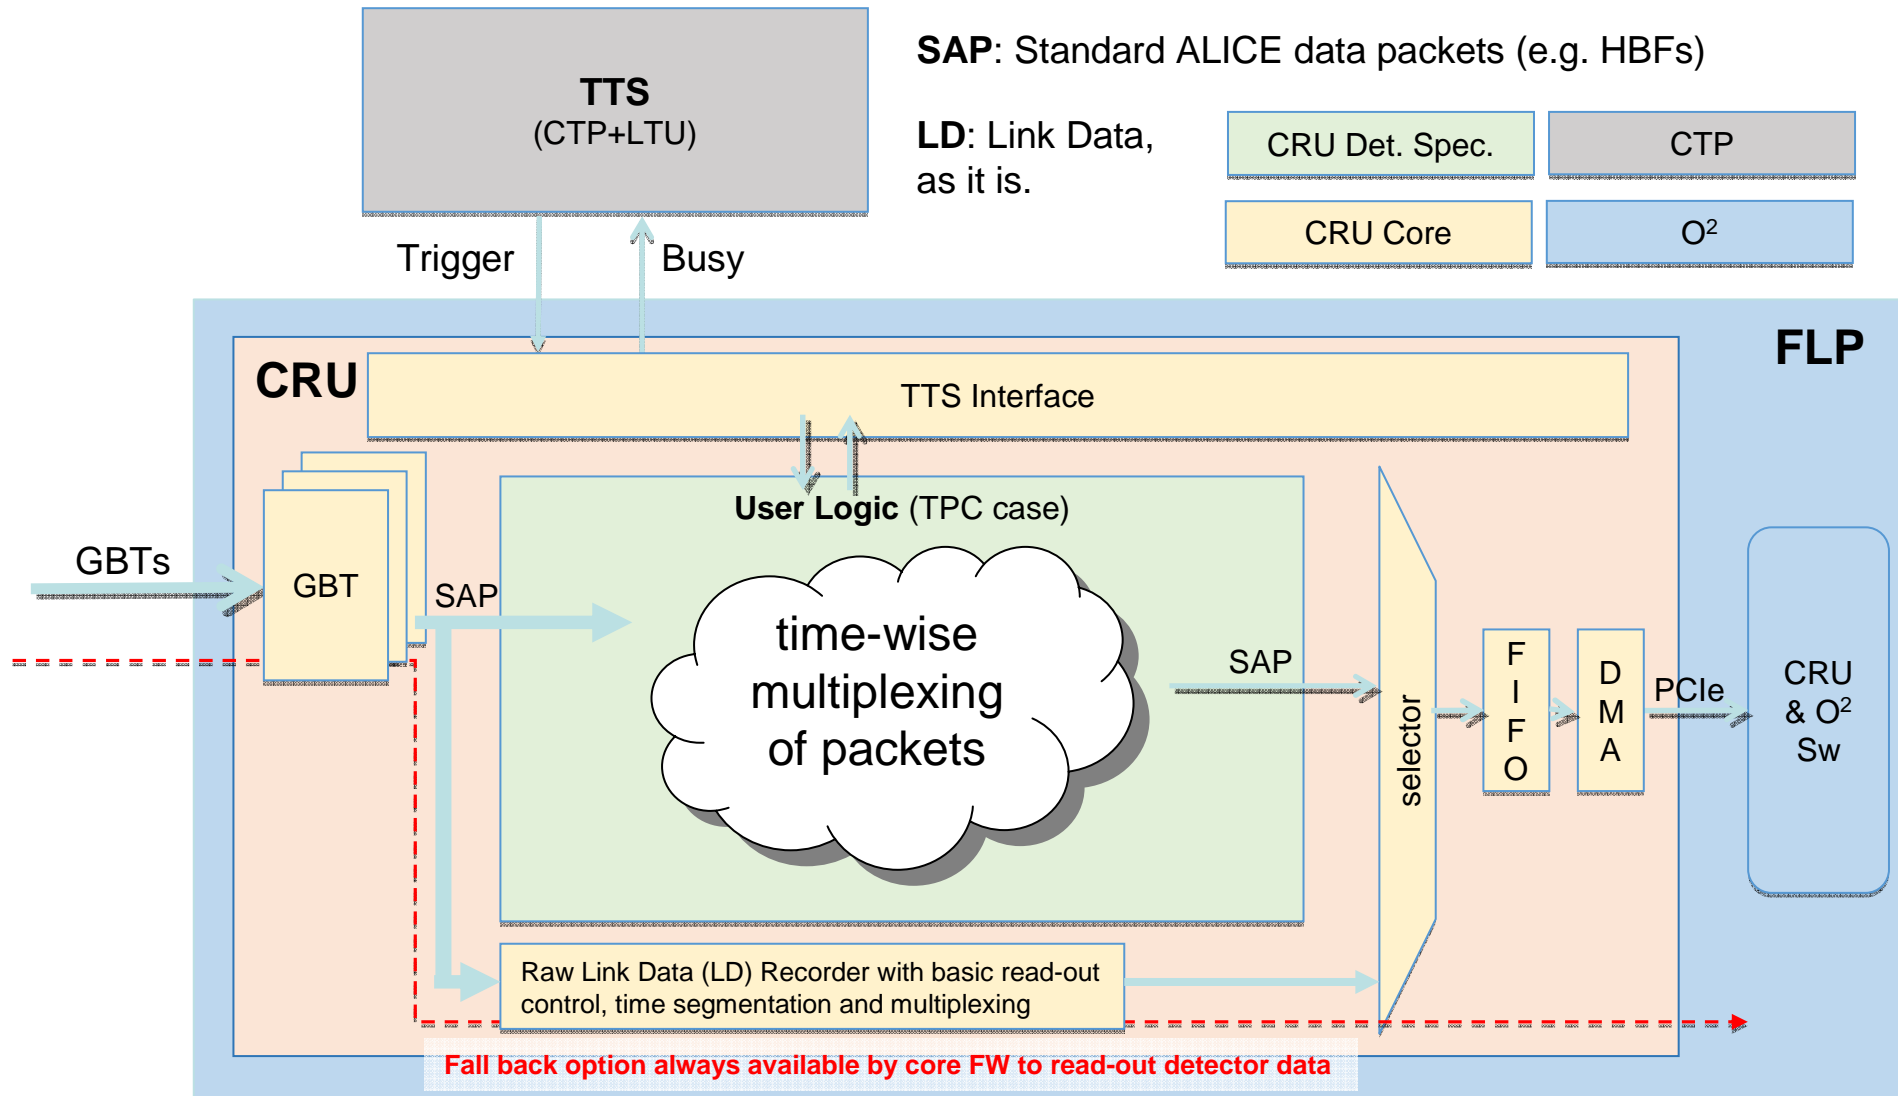 TTS
(CTP+LTU)
SAP: Standard ALICE data packets (e.g. HBFs)
LD: Link Data,
as it is.
CRU Det. Spec.
CTP
CRU Core
O²
Trigger
Busy
FLP
CRU
TTS Interface
User Logic (TPC case)
GBTs
GBT
SAP
time-wise
multiplexing
of packets
SAP
selector
F
I
F
O
D
M
A
PCIe
CRU
& O²
Sw
Raw Link Data (LD) Recorder with basic read-out
control, time segmentation and multiplexing
Fall back option always available by core FW to read-out detector data